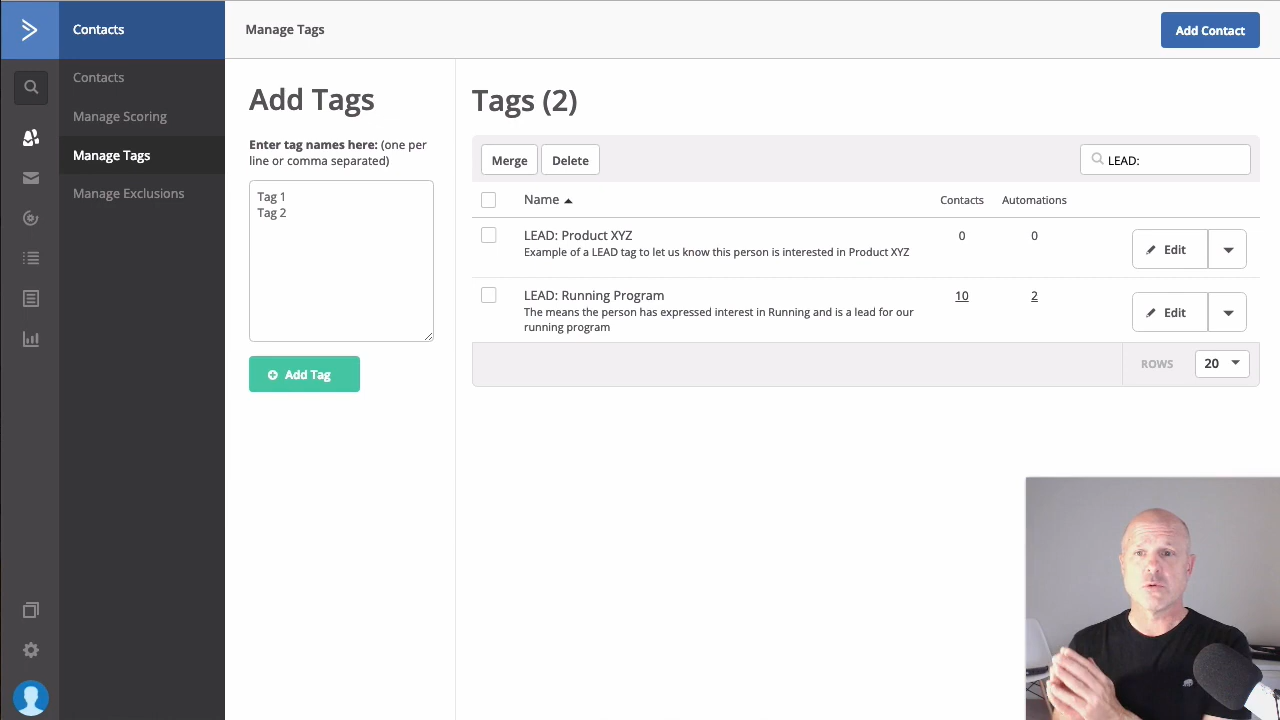 Contacts
Manage Tags
Add Contact
Contacts
Manage Scoring
Manage Tags
Manage Exclusions
Add Tags
Enter tag names here: (one per
line or comma separated)
Tag 1
Tag 2
Add Tag
Tags (2)
Merge
Delete
LEAD:
Name
Contacts
Automations
LEAD: Product XYZ
Example of a LEAD tag to let us know this person is interested in Product XYZ
0
0
Edit
LEAD: Running Program
The means the person has expressed interest in Running and is a lead for our
running program
10
2
Edit
ROWS
20